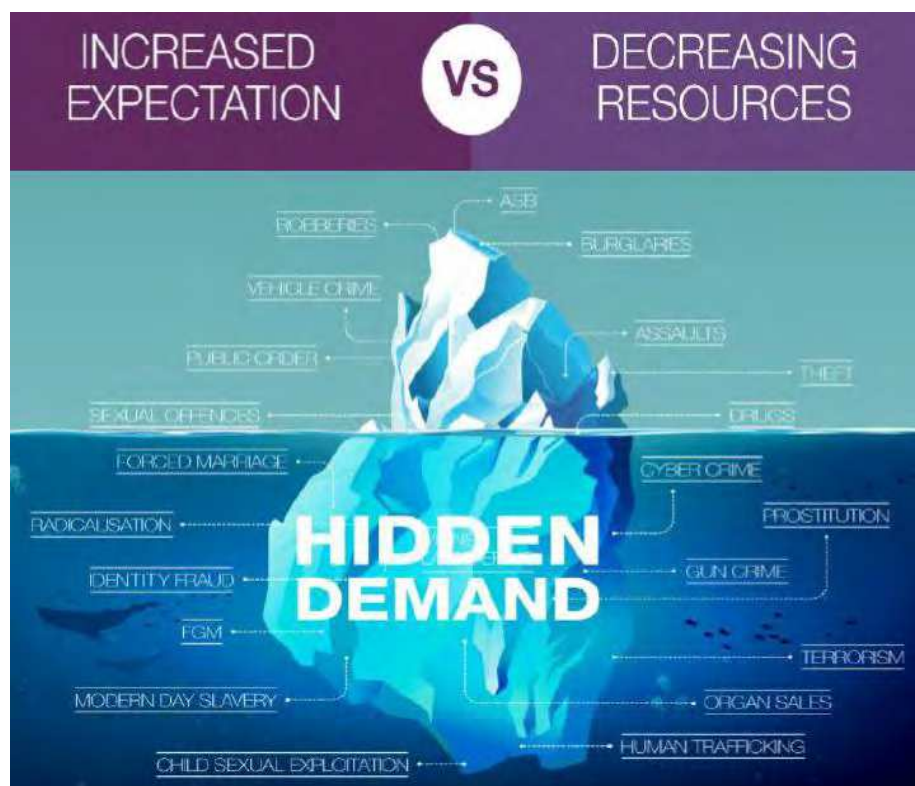 INCREASED
EXPECTATION
VS
DECREASING
RESOURCES
ASB
ROBBERIES
BURGLARIES
VEHICLE CRIME
ASSAULTS
PUBLIC ORDER
THEFT
SEXUAL OFFENCES
DRUGS
FORCED MARRIAGE
CYBER CRIME
RADICALISATION
PROSTITUTION
HIDDEN
DEMAND
IDENTITY FRAUD
GUN CRIME
FGM
TERRORISM
MODERN DAY SLAVERY
ORGAN SALES
HUMAN TRAFFICKING
CHILD SEXUAL EXPLOITATION